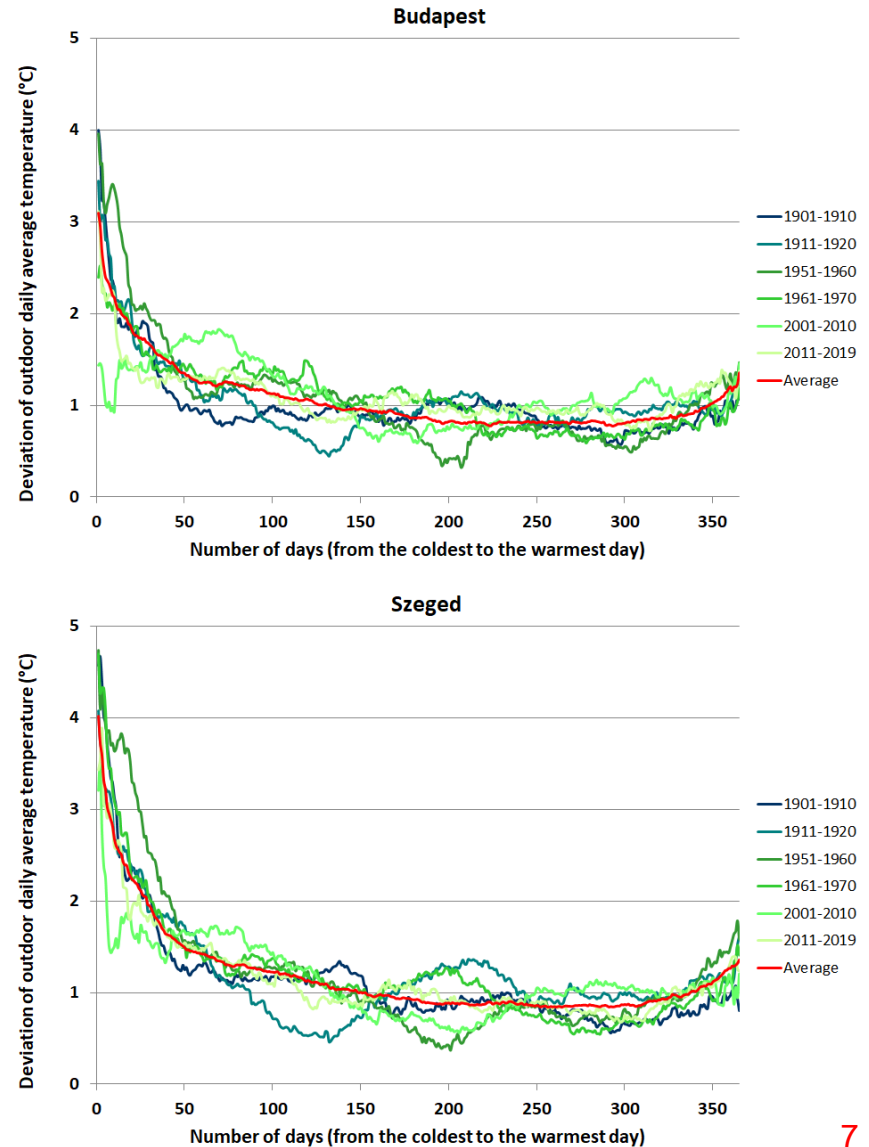 Budapest
Deviation of outdoor daily average temperature (°C)
5
4
3
2
1
0
0 50 100 150 200 250 300 350
Number of days (from the coldest to the warmest day)
1901-1910
1911-1920
1951-1960
1961-1970
2001-2010
2011-2019
Average
Szeged
Deviation of outdoor daily average temperature (°C)
5
4
3
2
1
0
0 50 100 150 200 250 300 350
Number of days (from the coldest to the warmest day)
1901-1910
1911-1920
1951-1960
1961-1970
2001-2010
2011-2019
Average
7